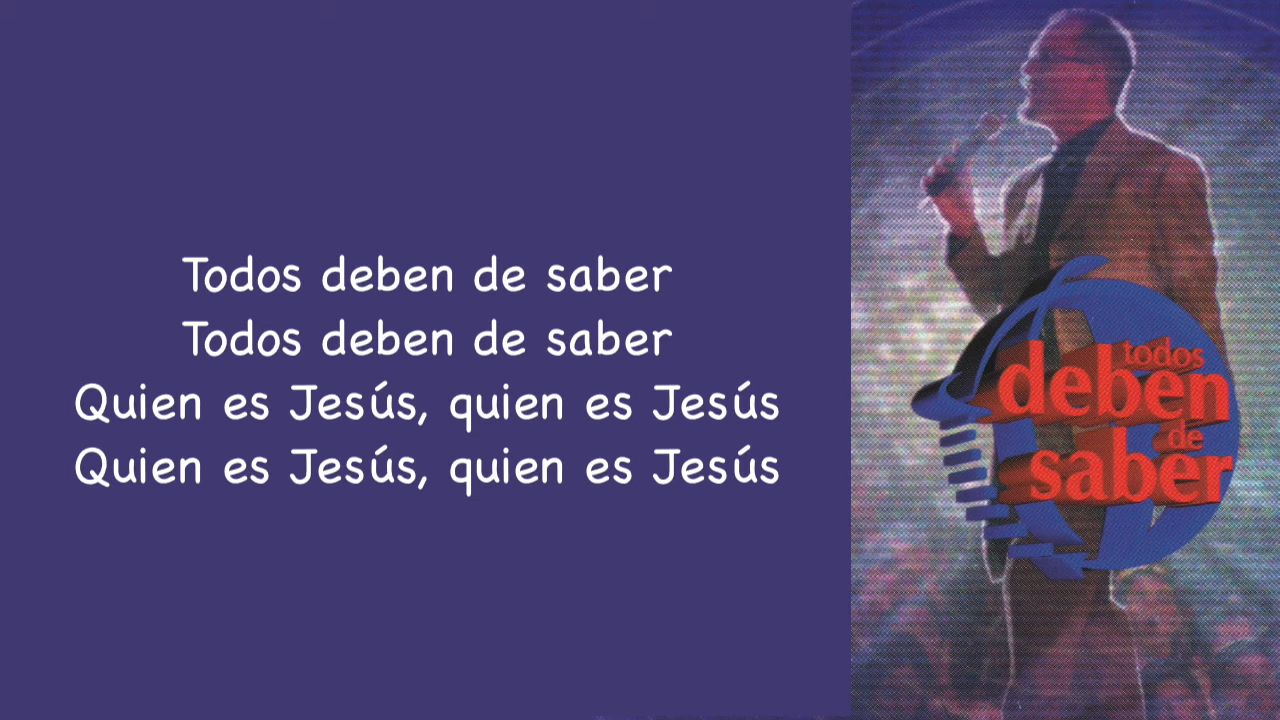 Todos deben de saber
Todos deben de saber
Quien es Jesús, quien es Jesús
Quien es Jesús, quien es Jesús
todos
deben
de
saber